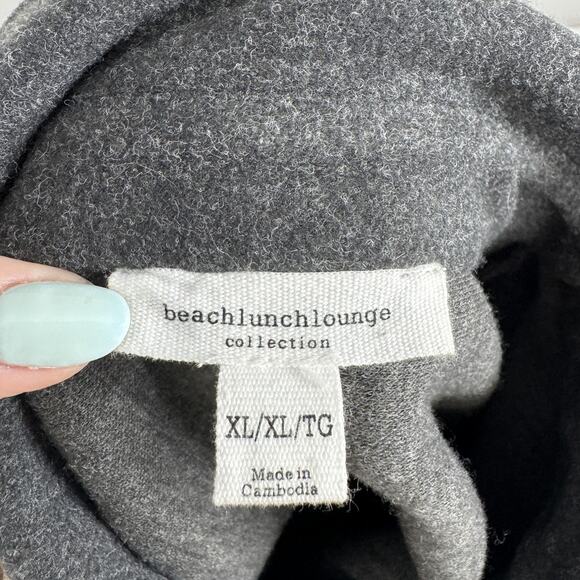 beachlunchlounge
collection
XL/XL/TG
Made in
Cambodia